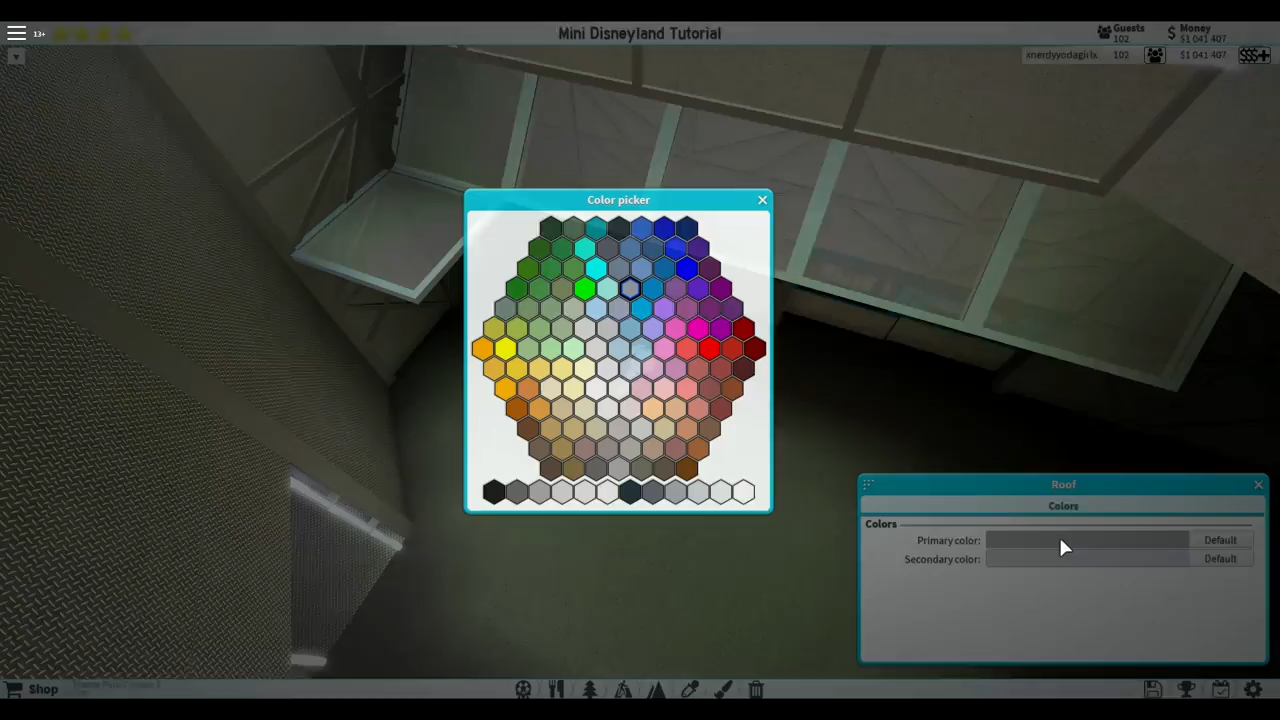 13+
Mini Disneyland Tutorial
Guests
102
Money
$1 041 407
xnerdyyodagirlx 102 $1 041 407 $$$+
Color picker
Roof
Colors
Colors
Primary color: Default
Secondary color: Default
Shop